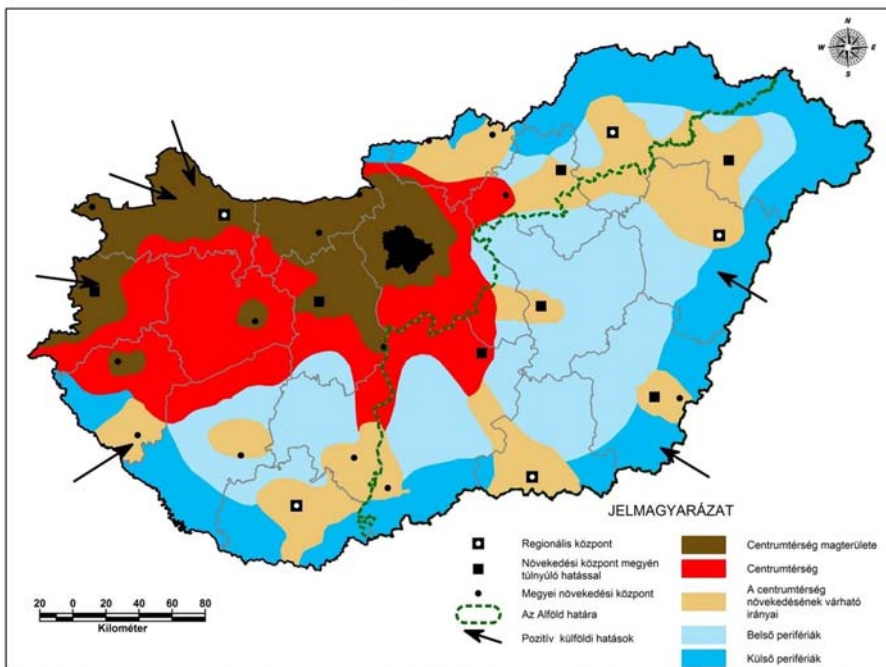 N
W E
S
JELMAGYARÁZAT
Regionális központ
Növekedési központ megyén
túlnyúló hatással
Megyei növekedési központ
Az Alföld határa
Pozitív külföldi hatások
Centrumtérség magterülete
Centrumtérség
A centrumtérség
növekedésének várható
irányai
Belső perifériák
Külső perifériák
20 0 20 40 60 80
Kilométer